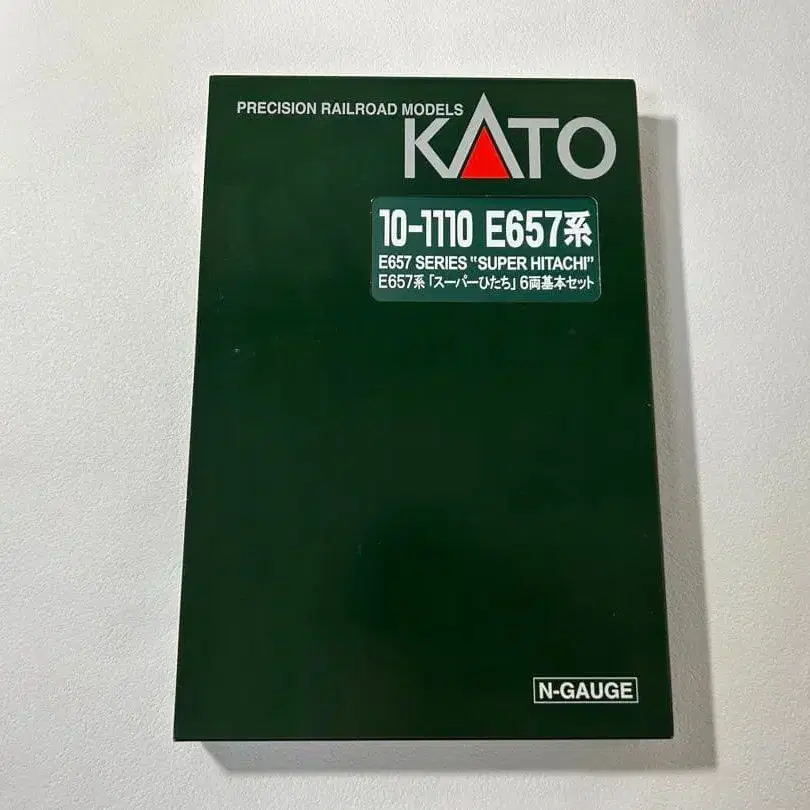 PRECISION RAILROAD MODELS
KATO
10-1110 E657系
E657 SERIES "SUPER HITACHI"
E657系「スーパーひたち」6両基本セット
N-GAUGE